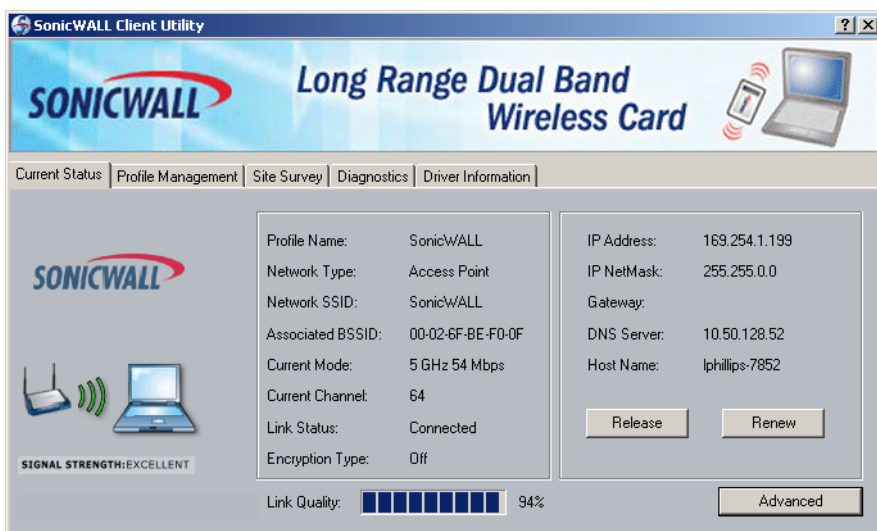 SonicWALL Client Utility
SONICWALL
Long Range Dual Band
Wireless Card
Current Status Profile Management Site Survey Diagnostics Driver Information
SONICWALL
SIGNAL STRENGTH:EXCELLENT
Profile Name: SonicWALL
Network Type: Access Point
Network SSID: SonicWALL
Associated BSSID: 00-02-6F-BE-F0-0F
Current Mode: 5 GHz 54 Mbps
Current Channel: 64
Link Status: Connected
Encryption Type: Off
Link Quality: 94%
IP Address: 169.254.1.199
IP NetMask: 255.255.0.0
Gateway:
DNS Server: 10.50.128.52
Host Name: lphillips-7852
Release Renew
Advanced